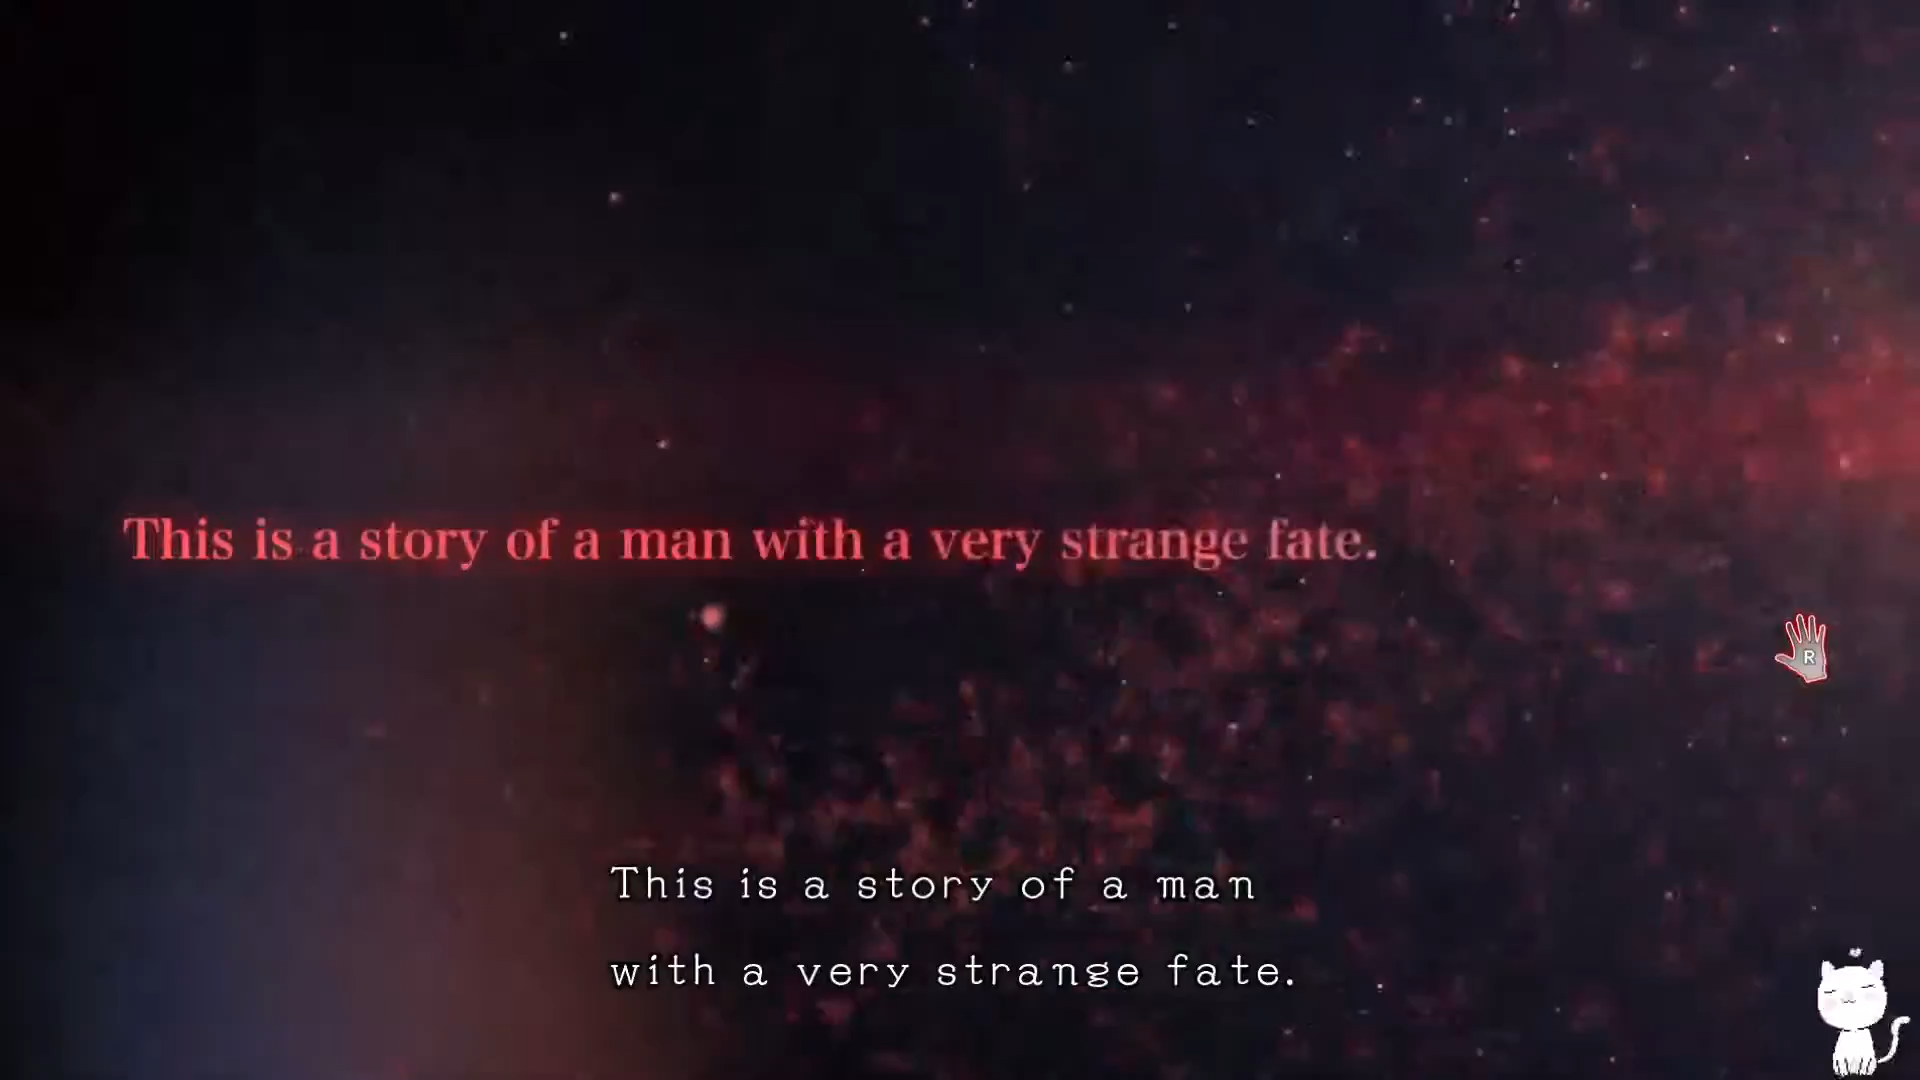 This is a story of a man with a very strange fate.
R
This is a story of a man
with a very strange fate.